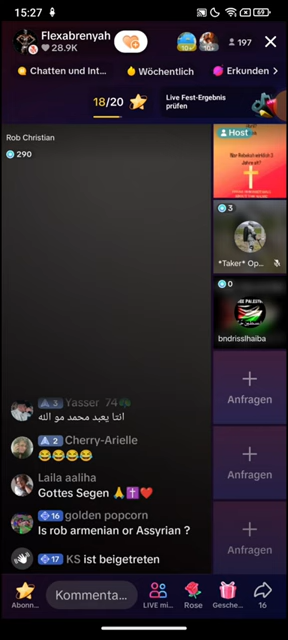 15:27
69
Flexabrenyah
28.9K
10+
197
Chatten und Int...
Wöchentlich
Erkunden
18/20
Live Fest-Ergebnis
prüfen
Rob Christian
290
Host
3
*Taker* Op...
0
bndrisslhaiba
Anfragen
Anfragen
Anfragen
3 Yasser 74
انتا يعبد محمد مو الله
2 Cherry-Arielle
Laila aaliha
Gottes Segen 🙏✝️❤️
16 golden popcorn
Is rob armenian or Assyrian ?
17 KS ist beigetreten
Abonn...
Kommenta...
LIVE mi...
Rose
Gesche...
16